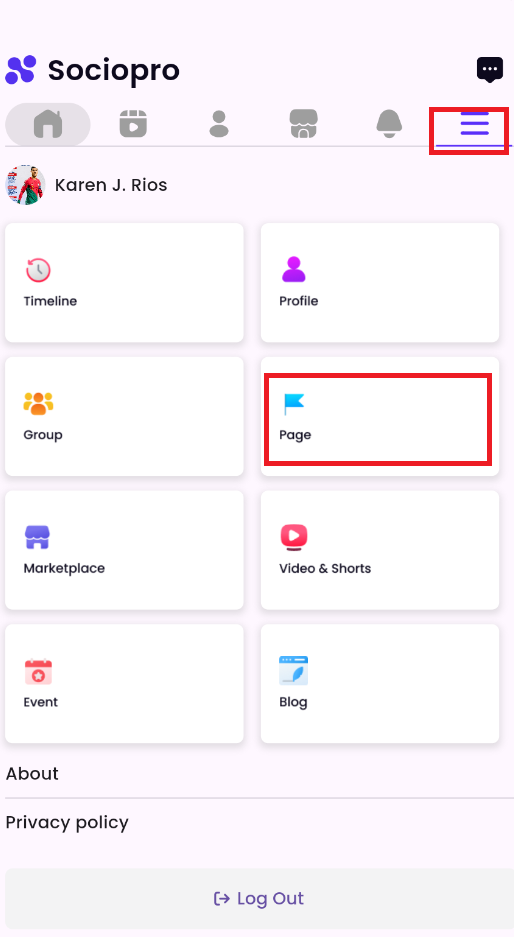 Sociopro
Karen J. Rios
Timeline
Profile
Group
Page
Marketplace
Video & Shorts
Event
Blog
About
Privacy policy
Log Out